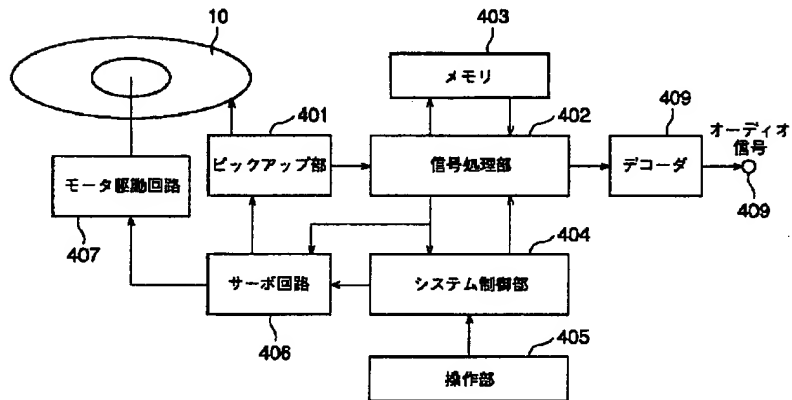 10
403
メモリ
401
402
409
オーディオ
信号
ピックアップ部
信号処理部
デコーダ
409
モータ駆動回路
407
404
サーボ回路
システム制御部
406
405
操作部